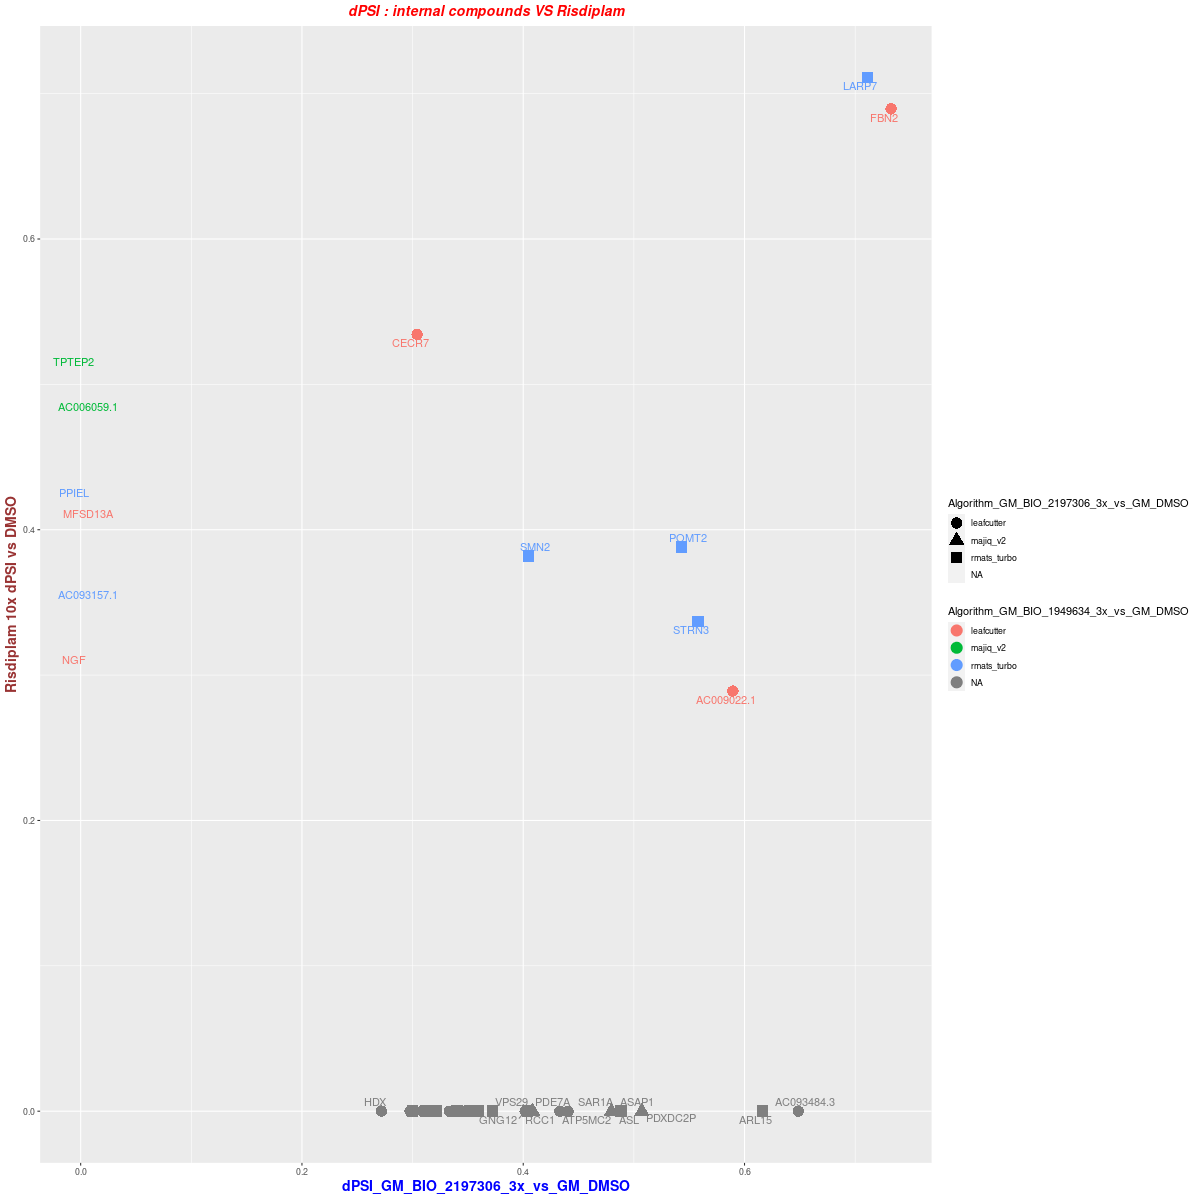 dPSI : internal compounds VS Risdiplam
LARP7
FBN2
0.6
CECR7
TPTEP2
AC006059.1
PPIEL
MFSD13A
0.4
SMN2
POMT2
AC093157.1
STRN3
NGF
AC009022.1
0.2
HDX
VPS29
PDE7A
SAR1A
ASAP1
AC093484.3
0.0
GNG12
RCC1
ATP5MC2
ASL
PDXDC2P
ARL15
0.0
0.2
0.4
0.6
dPSI_GM_BIO_2197306_3x_vs_GM_DMSO
Risdiplam 10x dPSI vs DMSO
Algorithm_GM_BIO_2197306_3x_vs_GM_DMSO
leafcutter
majiq_v2
rmats_turbo
NA
Algorithm_GM_BIO_1949634_3x_vs_GM_DMSO
leafcutter
majiq_v2
rmats_turbo
NA